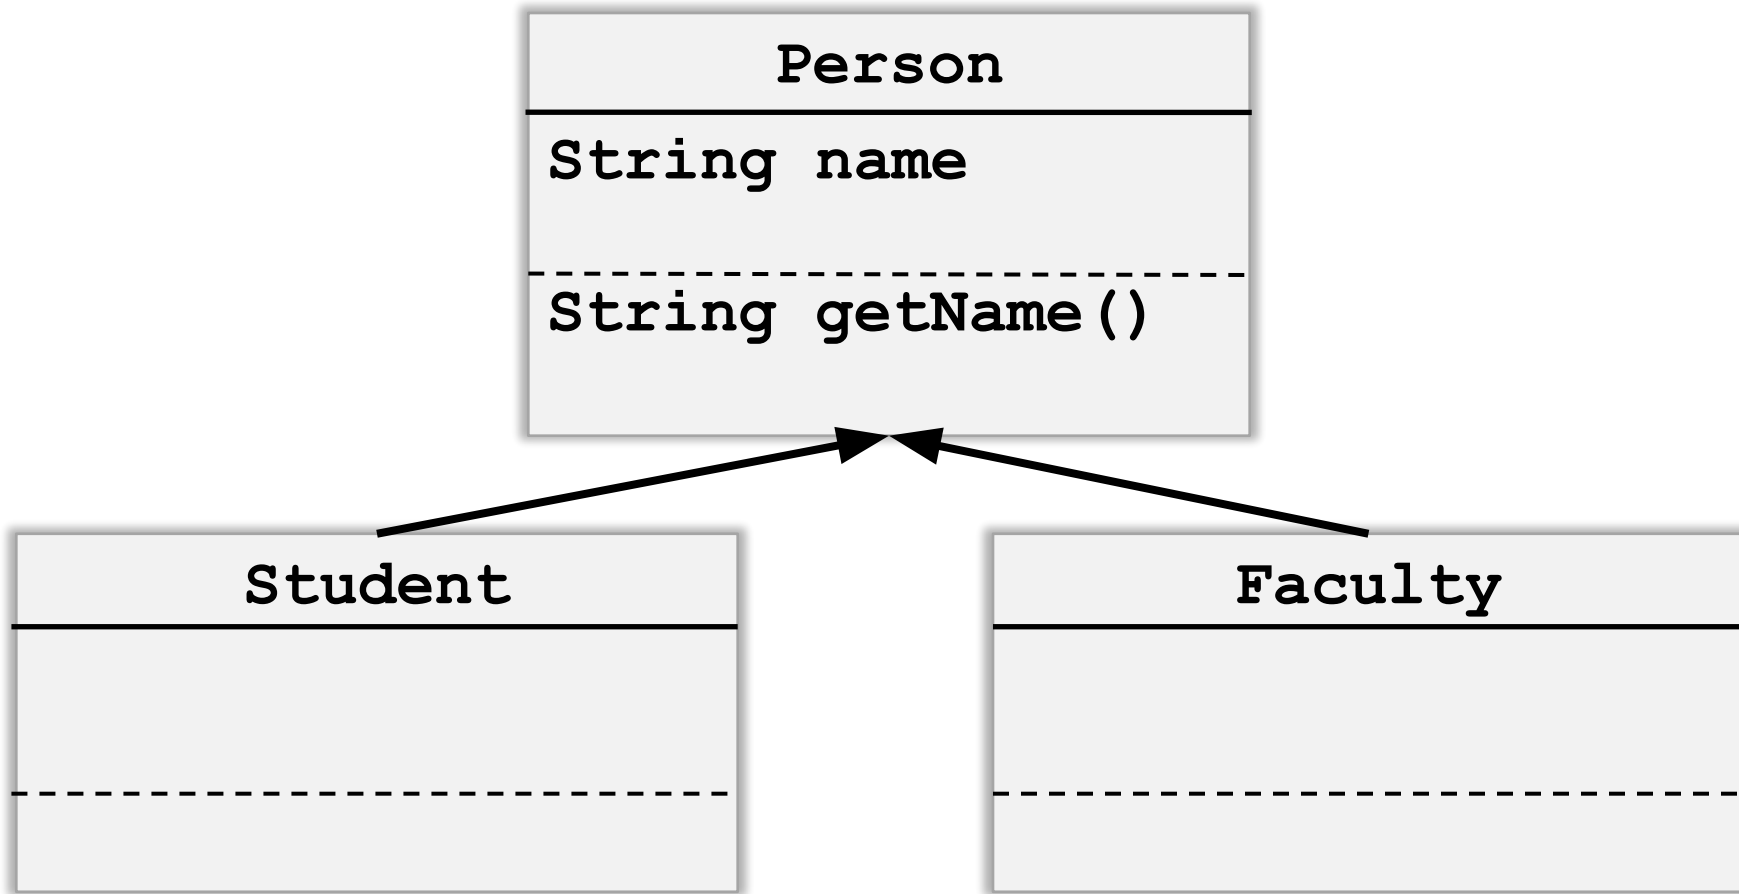 Person
String name
String getName()
Student
Faculty